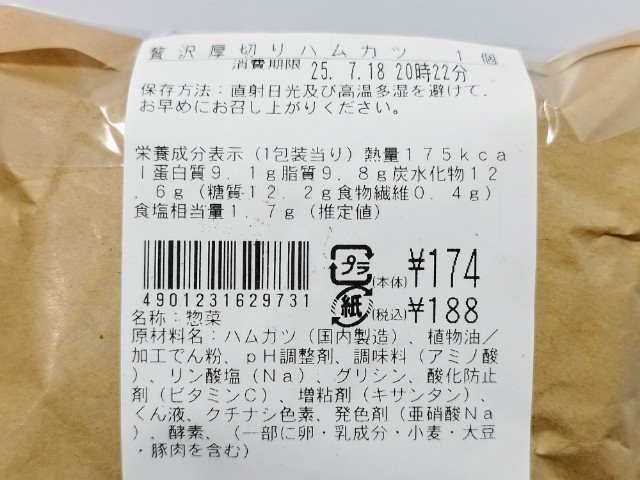 贅沢厚切りハムカツ 1個
消費期限 25. 7.18 20時22分
保存方法：直射日光及び高温多湿を避けて、
お早めにお召し上がりください。
栄養成分表示（1包装当り）熱量175kca
l蛋白質9．1g脂質9．8g炭水化物12
．6g（糖質12．2g食物繊維0．4g）
食塩相当量1．7g（推定値）
プラ (本体) ¥174
4901231629731 紙 (税込) ¥188
名称：惣菜
原材料名：ハムカツ（国内製造）、植物油／
加工でん粉、pH調整剤、調味料（アミノ酸
）、リン酸塩（Na）、グリシン、酸化防止
剤（ビタミンC）、増粘剤（キサンタン）、
くん液、クチナシ色素、発色剤（亜硝酸Na
）、酵素、（一部に卵・乳成分・小麦・大豆
・豚肉を含む）